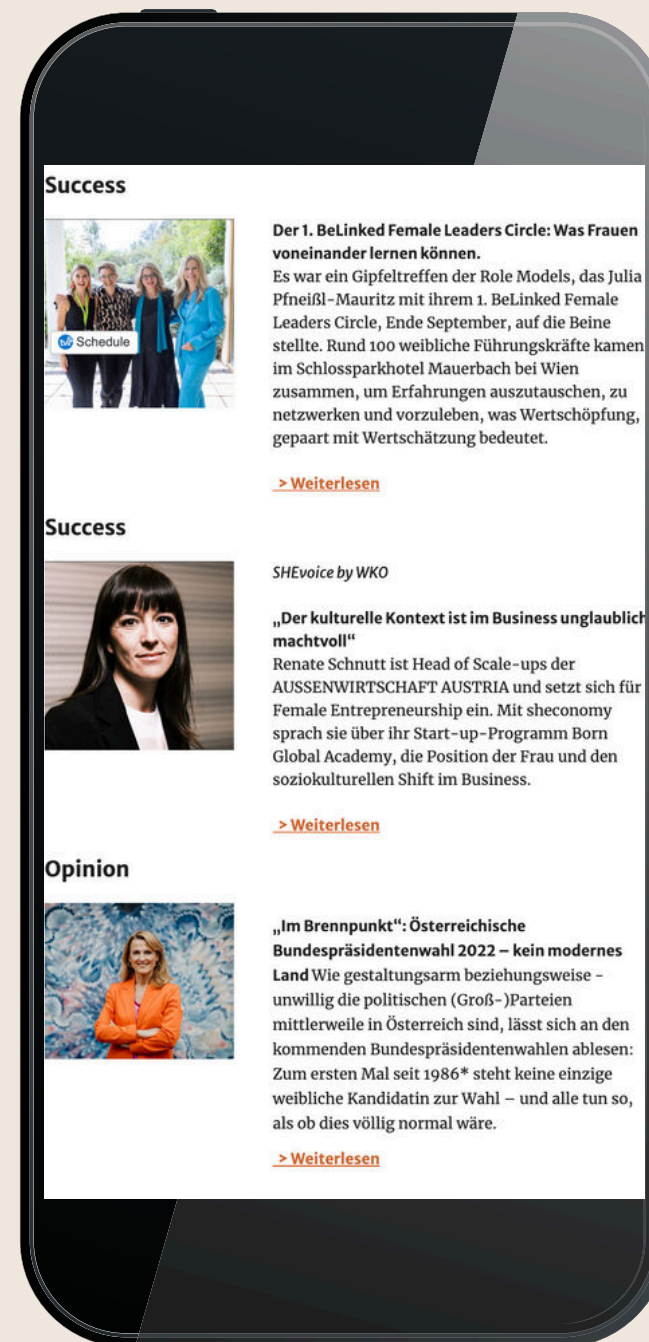 Success
Schedule
Der 1. BeLinked Female Leaders Circle: Was Frauen
voneinander lernen können.
Es war ein Gipfeltreffen der Role Models, das Julia
Pfneißl-Mauritz mit ihrem 1. BeLinked Female
Leaders Circle, Ende September, auf die Beine
stellte. Rund 100 weibliche Führungskräfte kamen
im Schlossparkhotel Mauerbach bei Wien
zusammen, um Erfahrungen auszutauschen, zu
netzwerken und vorzuleben, was Wertschöpfung,
gepaart mit Wertschätzung bedeutet.
> Weiterlesen
Success
SHEvoice by WKO
„Der kulturelle Kontext ist im Business unglaublich
machtvoll“
Renate Schnutt ist Head of Scale-ups der
AUSSENWIRTSCHAFT AUSTRIA und setzt sich für
Female Entrepreneurship ein. Mit sheconomy
sprach sie über ihr Start-up-Programm Born
Global Academy, die Position der Frau und den
soziokulturellen Shift im Business.
> Weiterlesen
Opinion
„Im Brennpunkt“: Österreichische
Bundespräsidentenwahl 2022 – kein modernes
Land Wie gestaltungsarm beziehungsweise -
unwillig die politischen (Groß-)Parteien
mittlerweile in Österreich sind, lässt sich an den
kommenden Bundespräsidentenwahlen ablesen:
Zum ersten Mal seit 1986* steht keine einzige
weibliche Kandidatin zur Wahl – und alle tun so,
als ob dies völlig normal wäre.
> Weiterlesen